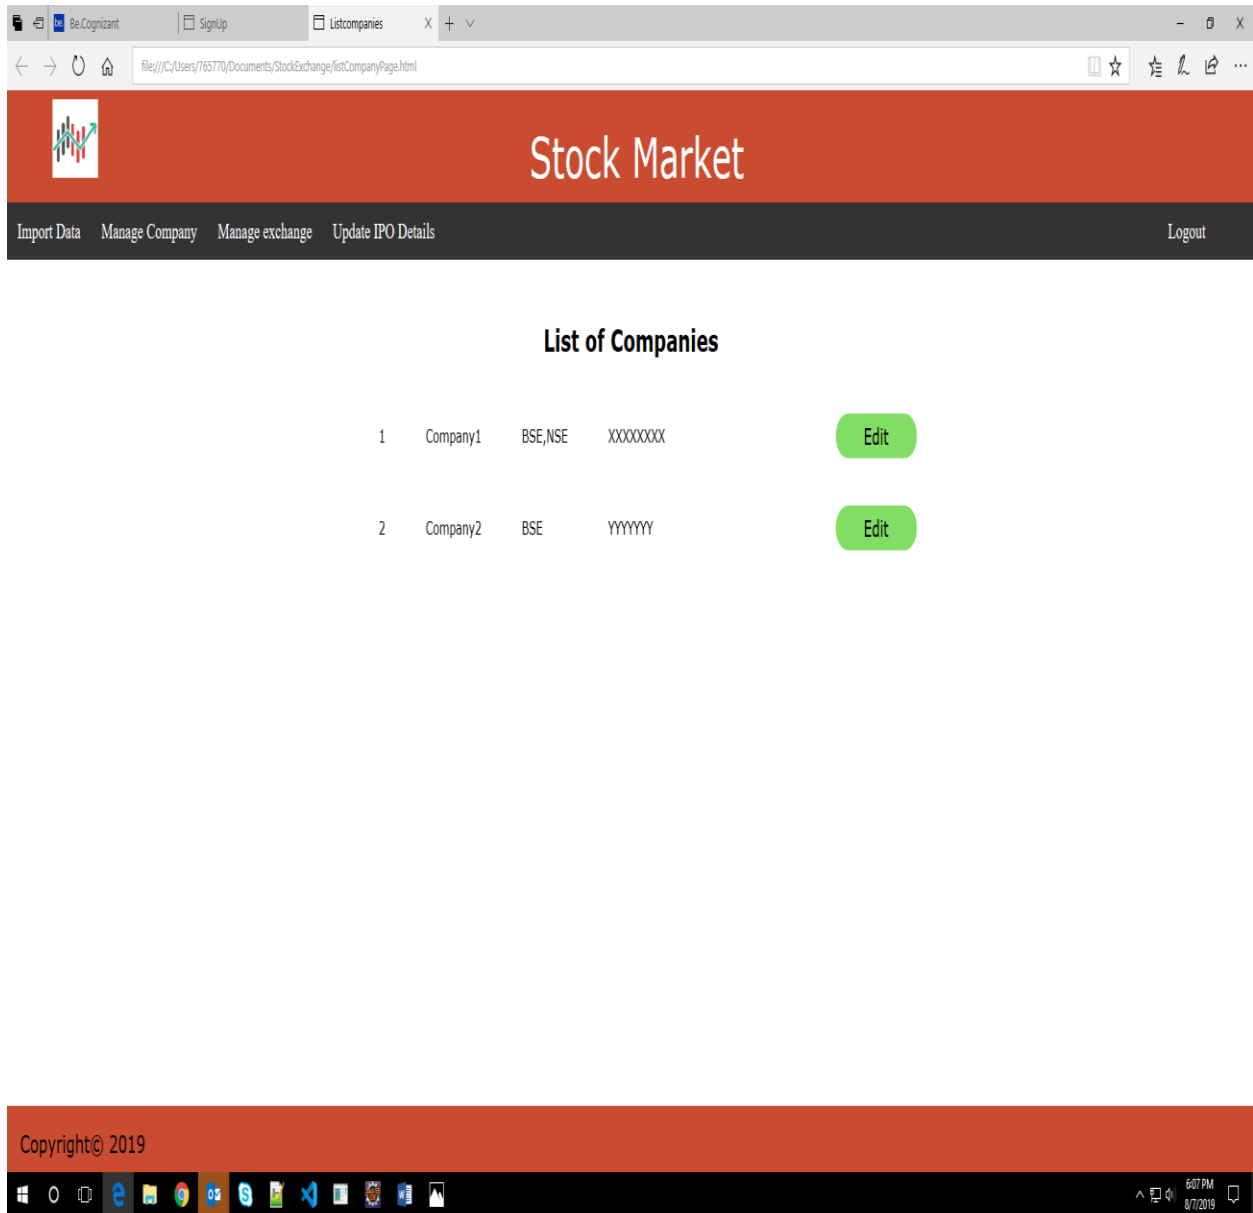 Be.Cognizant SignUp Listcompanies
file:///C:/Users/765770/Documents/StockExchange/listCompanyPage.html
Stock Market
Import Data Manage Company Manage exchange Update IPO Details Logout
List of Companies
1 Company1 BSE,NSE XXXXXXXX Edit
2 Company2 BSE YYYYYYY Edit
Copyright© 2019
6:07 PM
8/7/2019